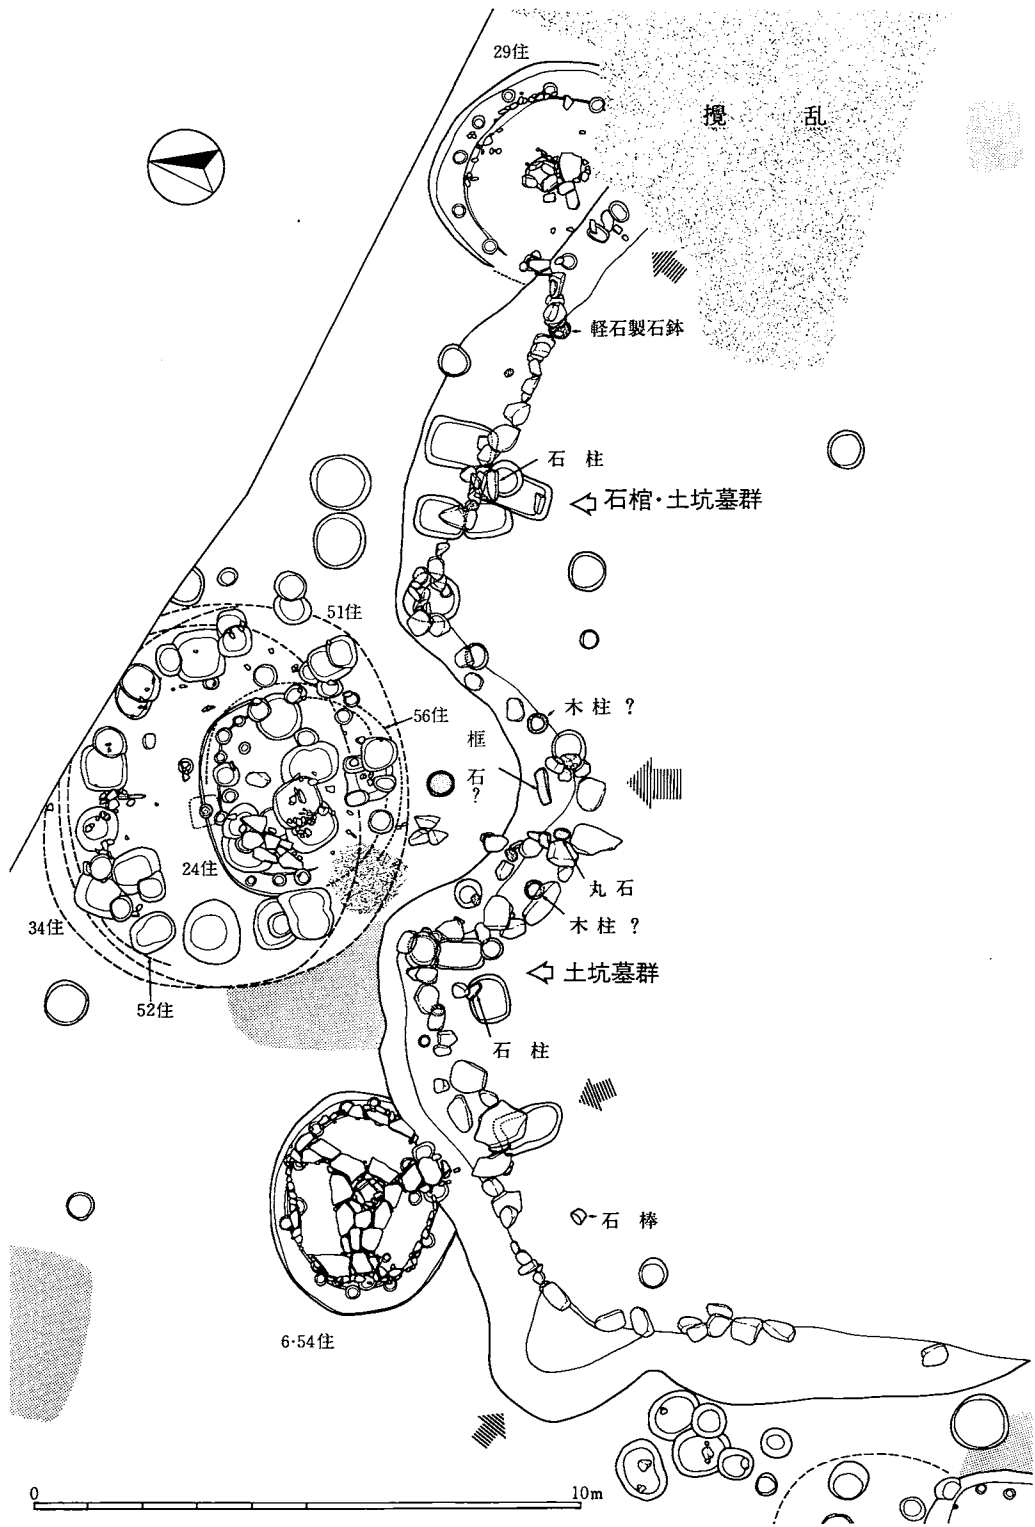 29住
攪 乱
軽石製石鉢
石 柱
石棺・土坑墓群
51住
56住
木柱?
框
石
?
24住
丸石
34住
木柱?
土坑墓群
52住
石 柱
石 棒
6・54住
0 10m